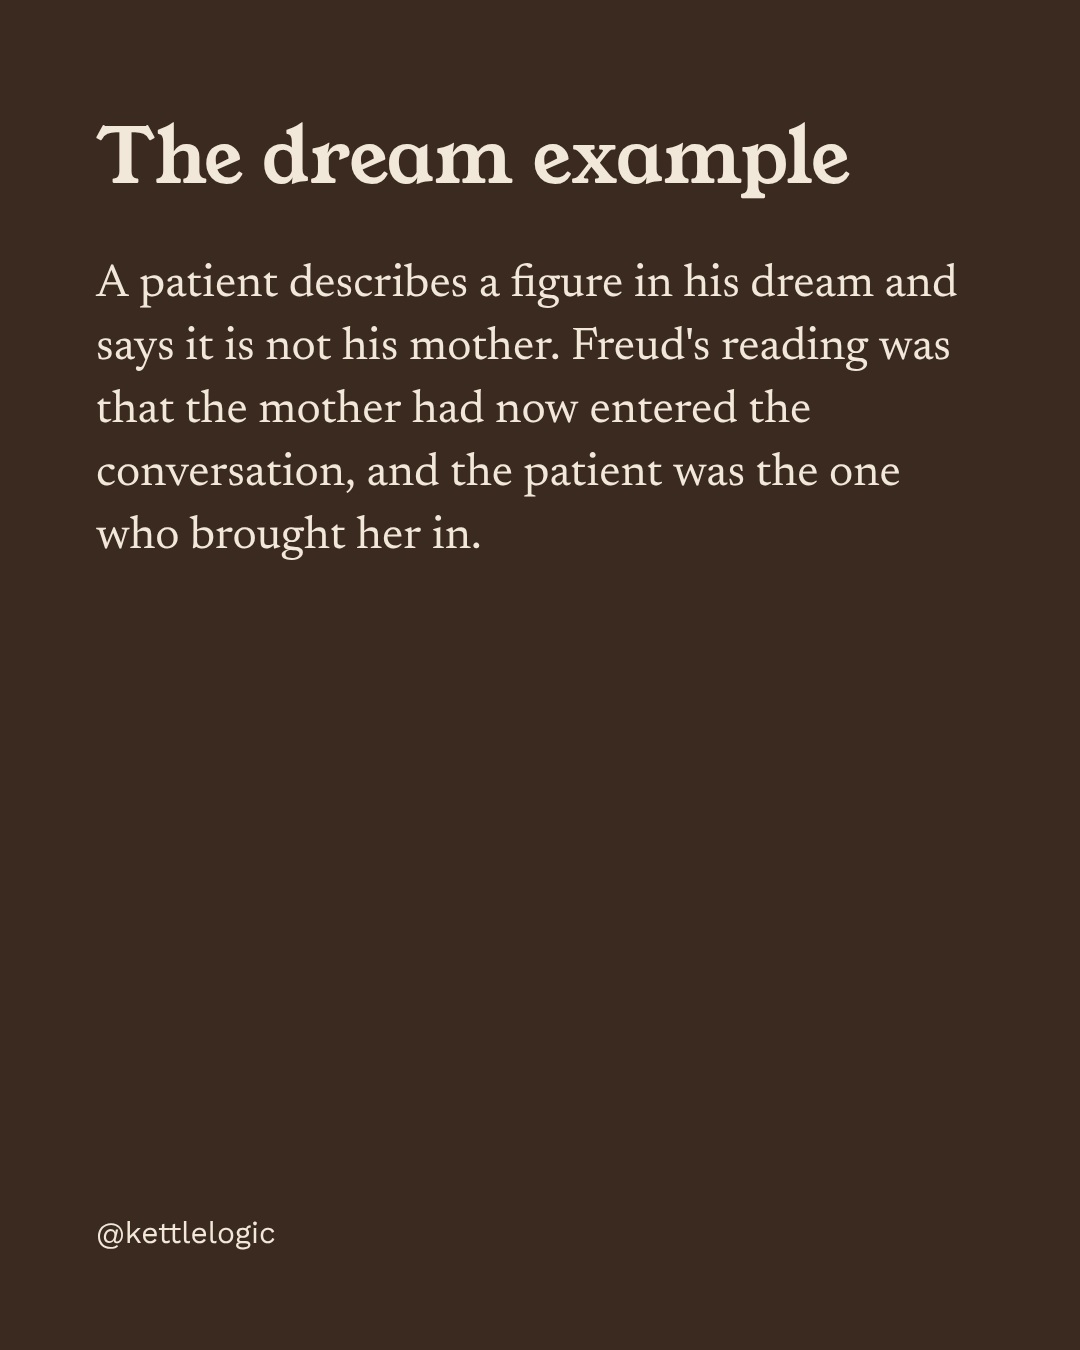 The dream example
A patient describes a figure in his dream and
says it is not his mother. Freud's reading was
that the mother had now entered the
conversation, and the patient was the one
who brought her in.
@kettlelogic